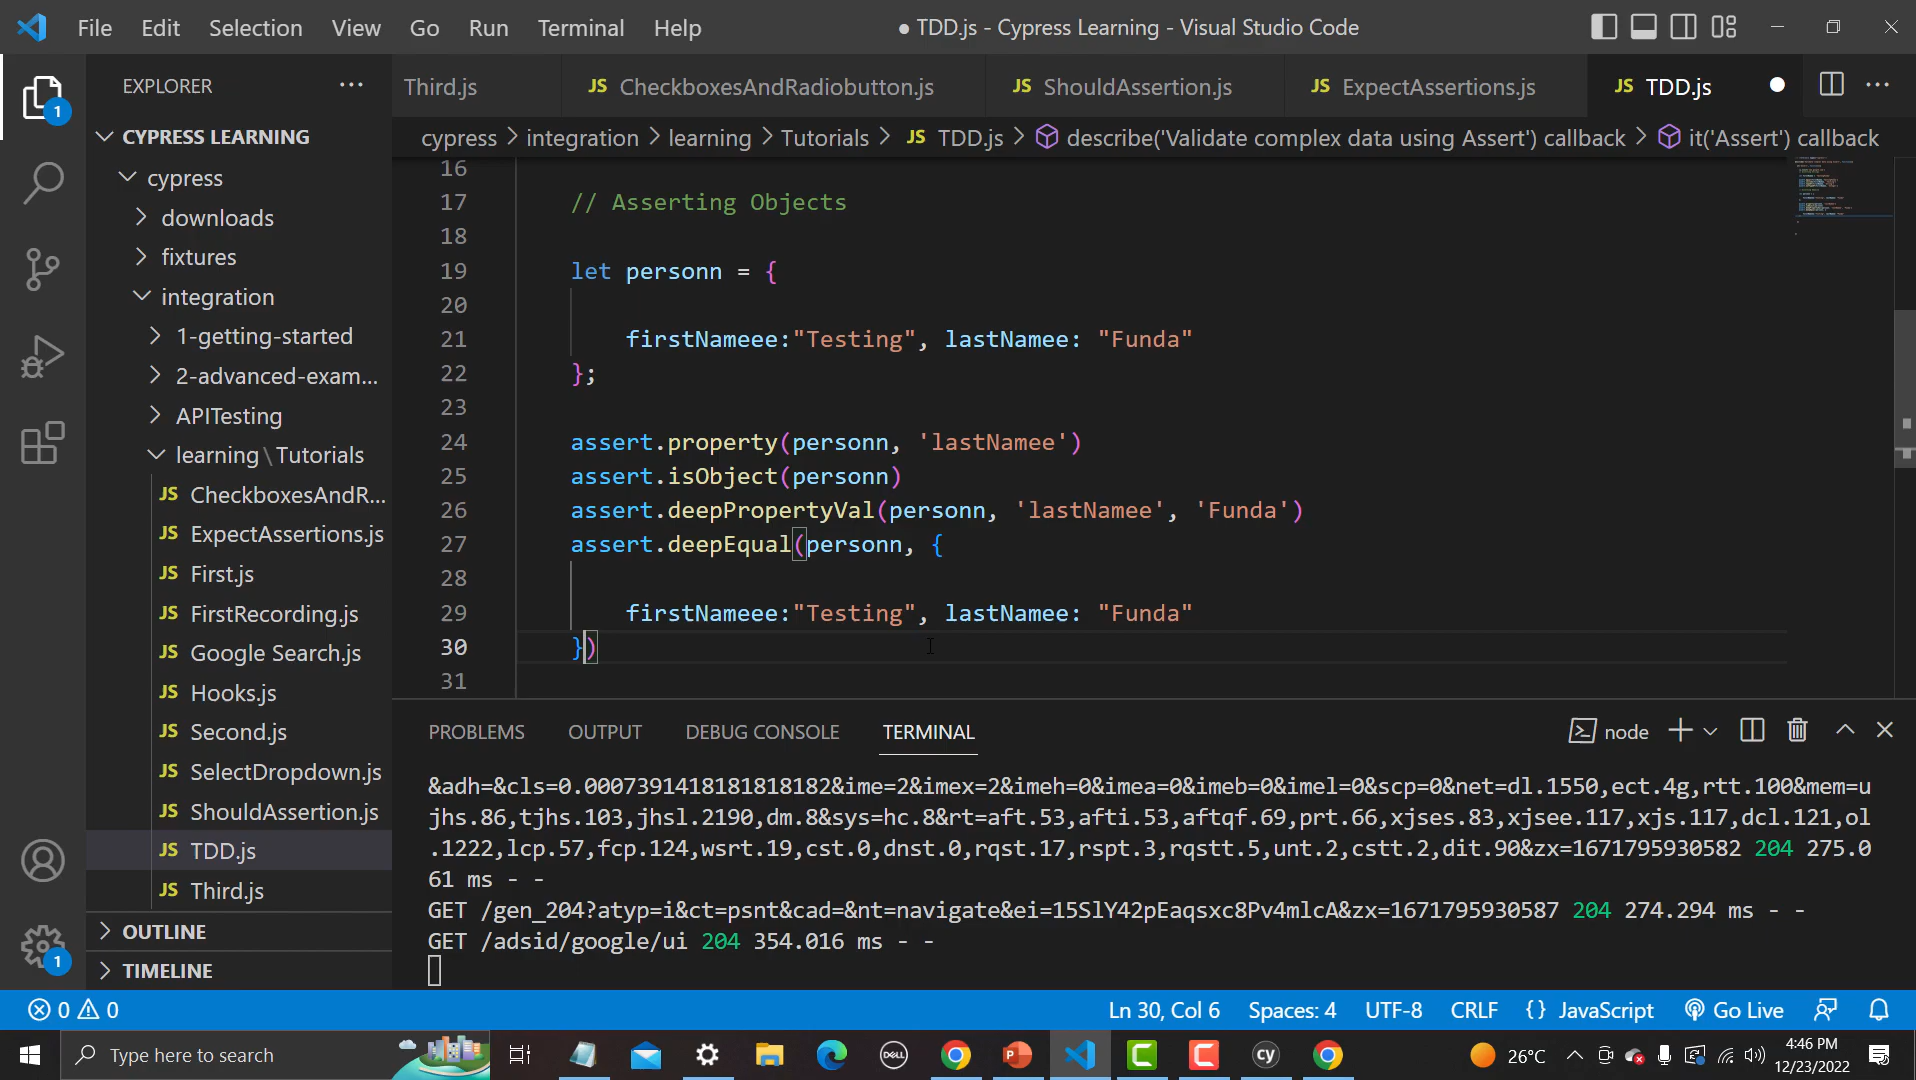 File Edit Selection View Go Run Terminal Help
● TDD.js - Cypress Learning - Visual Studio Code
EXPLORER
Third.js
JS CheckboxesAndRadiobutton.js
JS ShouldAssertion.js
JS ExpectAssertions.js
JS TDD.js
cypress > integration > learning > Tutorials > JS TDD.js > describe('Validate complex data using Assert') callback > it('Assert') callback
1
CYPRESS LEARNING
cypress
downloads
fixtures
integration
1-getting-started
2-advanced-exam...
APITesting
learning\Tutorials
JS CheckboxesAndR...
JS ExpectAssertions.js
JS First.js
JS FirstRecording.js
JS Google Search.js
JS Hooks.js
JS Second.js
JS SelectDropdown.js
JS ShouldAssertion.js
JS TDD.js
JS Third.js
OUTLINE
TIMELINE
1
16
17 // Asserting Objects
18
19 let personn = {
20
21 firstNameee:"Testing", lastNamee: "Funda"
22 };
23
24 assert.property(personn, 'lastNamee')
25 assert.isObject(personn)
26 assert.deepPropertyVal(personn, 'lastNamee', 'Funda')
27 assert.deepEqual(personn, {
28
29 firstNameee:"Testing", lastNamee: "Funda"
30 })
31
PROBLEMS OUTPUT DEBUG CONSOLE TERMINAL
node
&adh=&cls=0.00073914181818181818182&ime=2&imex=2&imeh=0&imea=0&imeb=0&imel=0&scp=0&net=dl.1550,ect.4g,rtt.100&mem=u
jhs.86,tjhs.103,jhsl.2190,dm.8&sys=hc.8&rt=aft.53,afti.53,aftqf.69,prt.66,xjses.83,xjsee.117,xjs.117,dcl.121,ol
.1222,lcp.57,fcp.124,wsrt.19,cst.0,dnst.0,rqst.17,rspt.3,rqstt.5,unt.2,cstt.2,dit.90&zx=1671795930582 204 275.0
61 ms - -
GET /gen_204?atyp=i&ct=psnt&cad=&nt=navigate&ei=15SlY42pEaqsxc8Pv4mlcA&zx=1671795930587 204 274.294 ms - -
GET /adsid/google/ui 204 354.016 ms - -
0 0
Ln 30, Col 6 Spaces: 4 UTF-8 CRLF {} JavaScript Go Live
Type here to search
DELL
P
cy
26°C
4:46 PM
12/23/2022